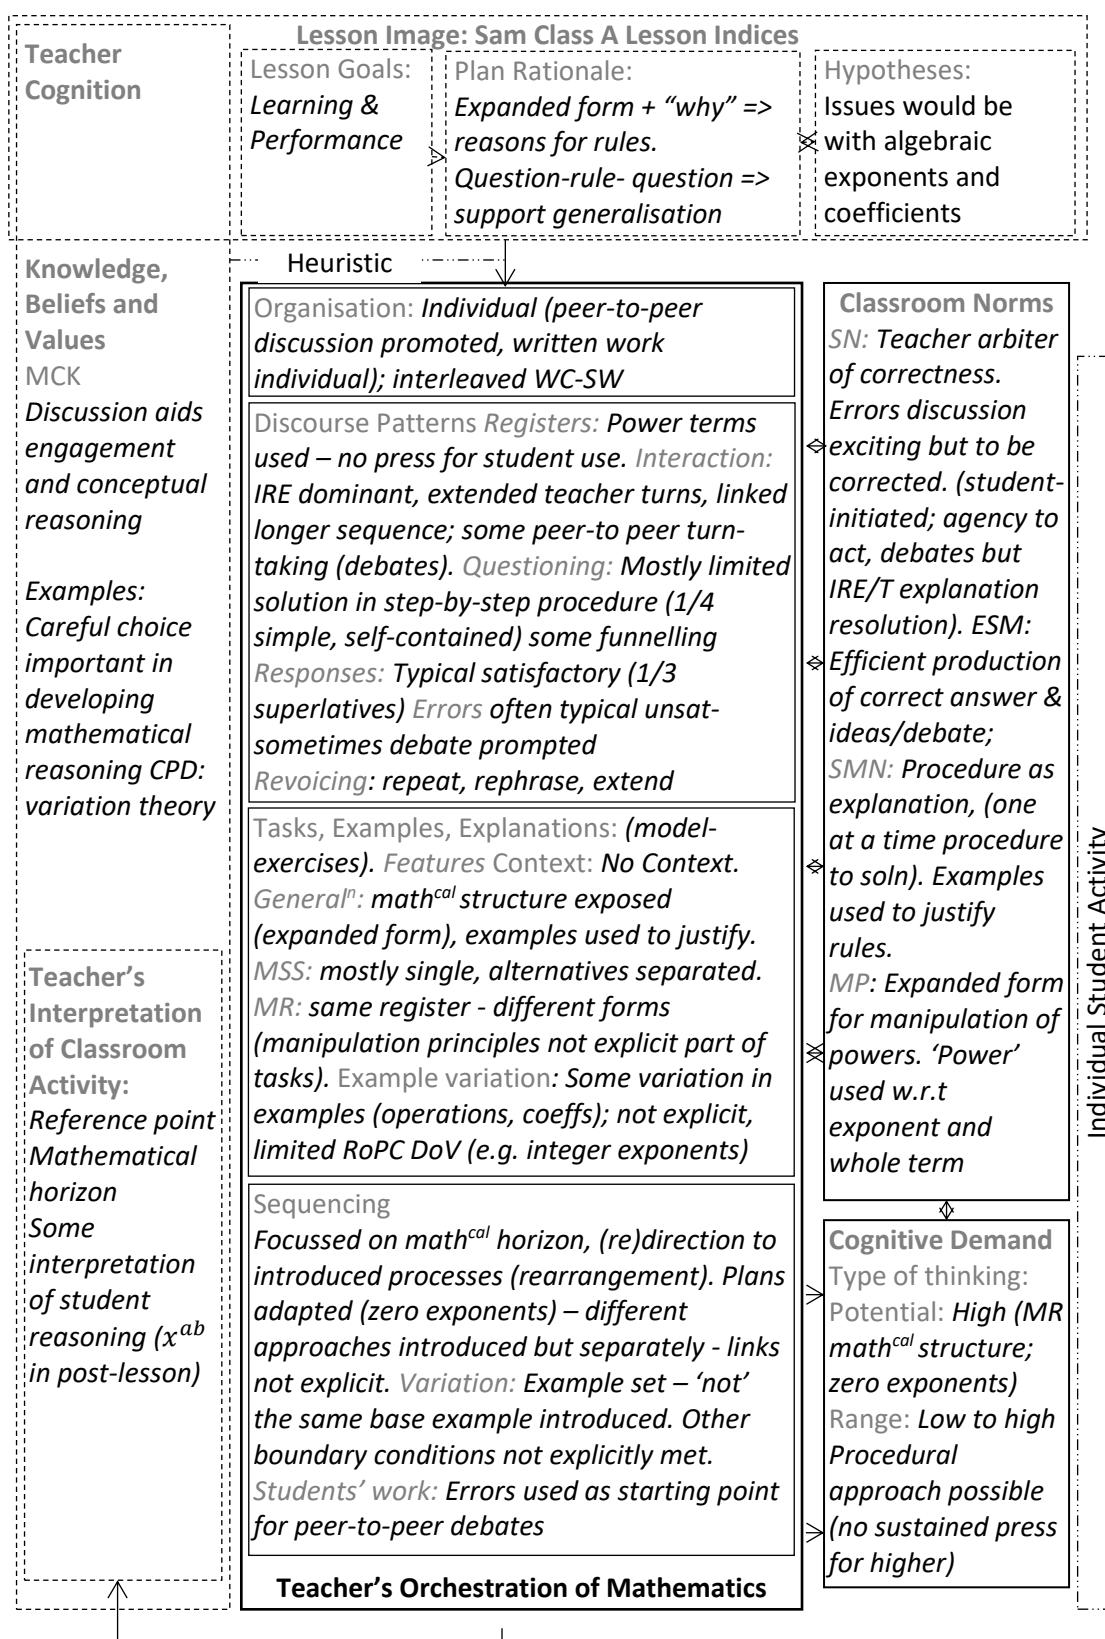 Lesson Image: Sam Class A Lesson Indices
Teacher
Cognition
Lesson Goals:
Learning &
Performance
Plan Rationale:
Expanded form + “why” =>
reasons for rules.
Question-rule- question =>
support generalisation
Hypotheses:
Issues would be
with algebraic
exponents and
coefficients
Knowledge,
Beliefs and
Values
MCK
Discussion aids
engagement
and conceptual
reasoning
Examples:
Careful choice
important in
developing
mathematical
reasoning CPD:
variation theory
Teacher’s
Interpretation
of Classroom
Activity:
Reference point
Mathematical
horizon
Some
interpretation
of student
reasoning (x^{ab}
in post-lesson)
Heuristic
Organisation: Individual (peer-to-peer
discussion promoted, written work
individual); interleaved WC-SW
Discourse Patterns Registers: Power terms
used – no press for student use. Interaction:
IRE dominant, extended teacher turns, linked
longer sequence; some peer-to peer turn-
taking (debates). Questioning: Mostly limited
solution in step-by-step procedure (1/4
simple, self-contained) some funnelling
Responses: Typical satisfactory (1/3
superlatives) Errors often typical unsat-
sometimes debate prompted
Revoicing: repeat, rephrase, extend
Tasks, Examples, Explanations: (model-
exercises). Features Context: No Context.
General^n: math^{cal} structure exposed
(expanded form), examples used to justify.
MSS: mostly single, alternatives separated.
MR: same register - different forms
(manipulation principles not explicit part of
tasks). Example variation: Some variation in
examples (operations, coeffs); not explicit,
limited RoPC DoV (e.g. integer exponents)
Sequencing
Focussed on math^{cal} horizon, (re)direction to
introduced processes (rearrangement). Plans
adapted (zero exponents) – different
approaches introduced but separately - links
not explicit. Variation: Example set – ‘not’
the same base example introduced. Other
boundary conditions not explicitly met.
Students’ work: Errors used as starting point
for peer-to-peer debates
Teacher’s Orchestration of Mathematics
Classroom Norms
SN: Teacher arbiter
of correctness.
Errors discussion
exciting but to be
corrected. (student-
initiated; agency to
act, debates but
IRE/T explanation
resolution). ESM:
Efficient production
of correct answer &
ideas/debate;
SMN: Procedure as
explanation, (one
at a time procedure
to soln). Examples
used to justify
rules.
MP: Expanded form
for manipulation of
powers. ‘Power’
used w.r.t
exponent and
whole term
Cognitive Demand
Type of thinking:
Potential: High (MR
math^{cal} structure;
zero exponents)
Range: Low to high
Procedural
approach possible
(no sustained press
for higher)
Individual Student Activity